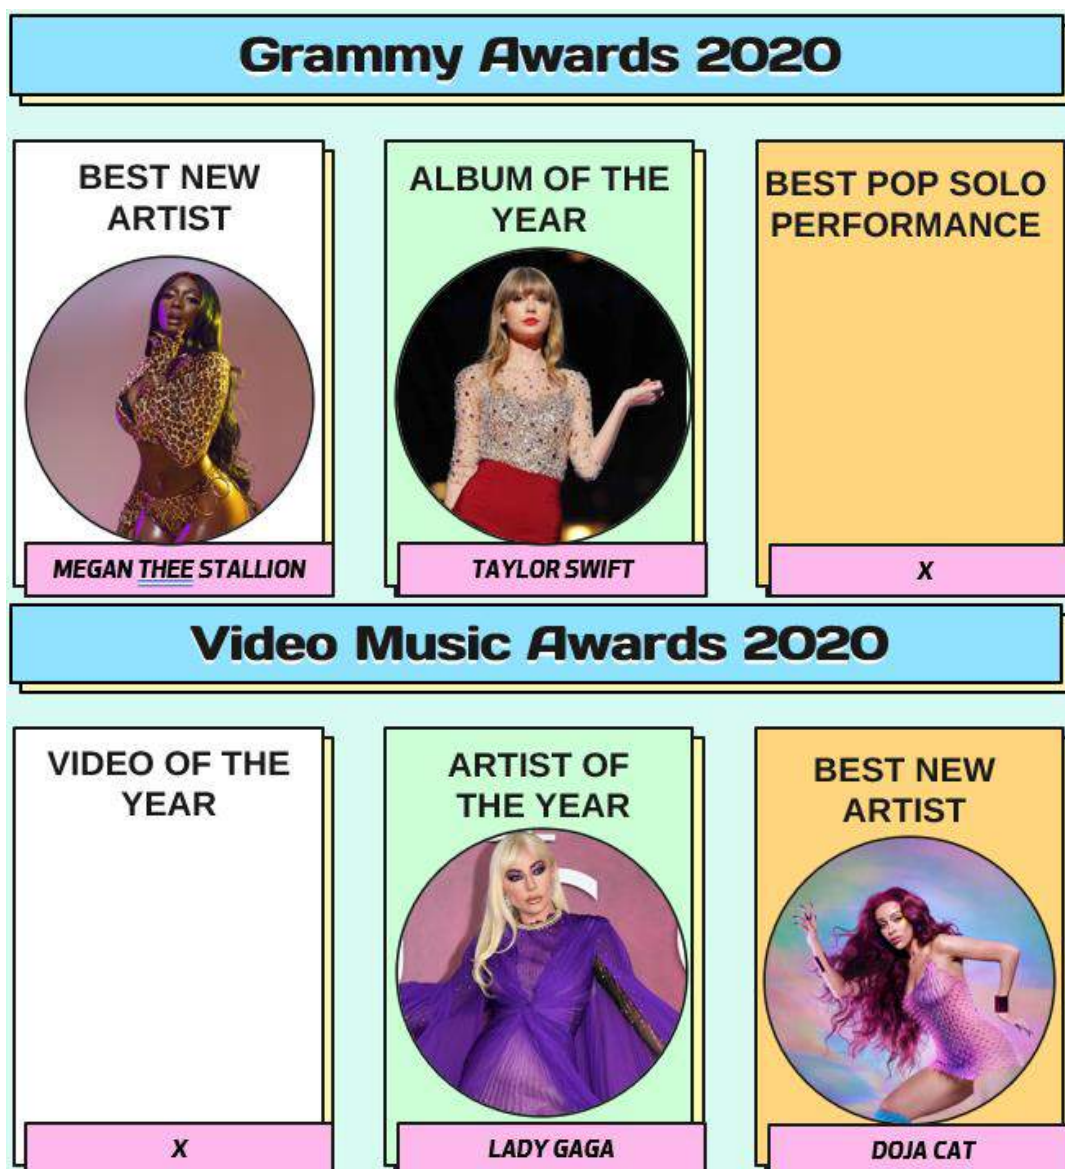 Grammy Awards 2020
BEST NEW
ARTIST
MEGAN THEE STALLION
ALBUM OF THE
YEAR
TAYLOR SWIFT
BEST POP SOLO
PERFORMANCE
X
Video Music Awards 2020
VIDEO OF THE
YEAR
X
ARTIST OF
THE YEAR
LADY GAGA
BEST NEW
ARTIST
DOJA CAT